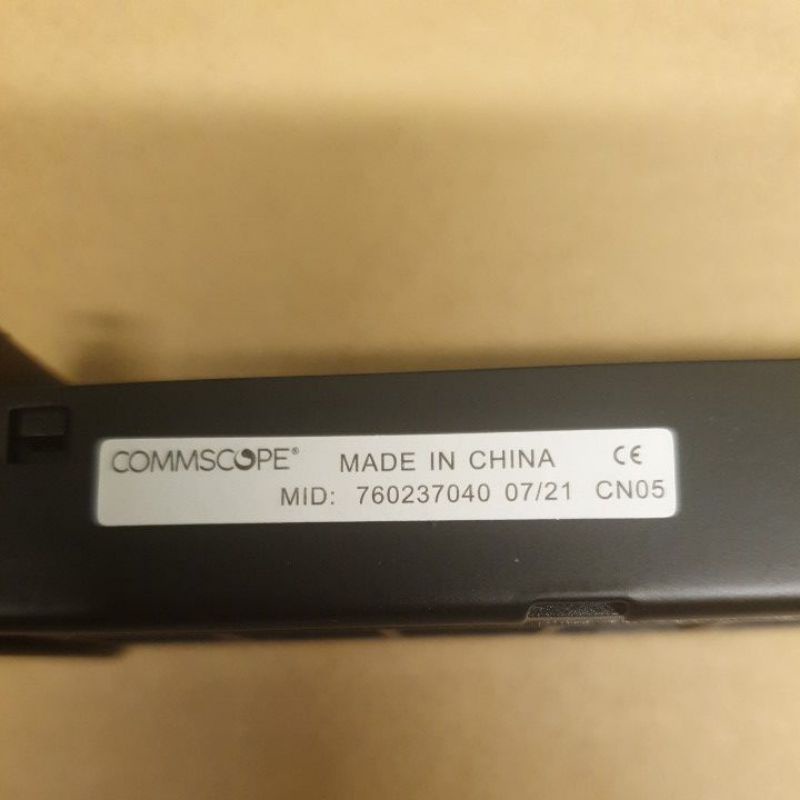 COMMSCOPE® MADE IN CHINA CE
MID: 760237040 07/21 CN05